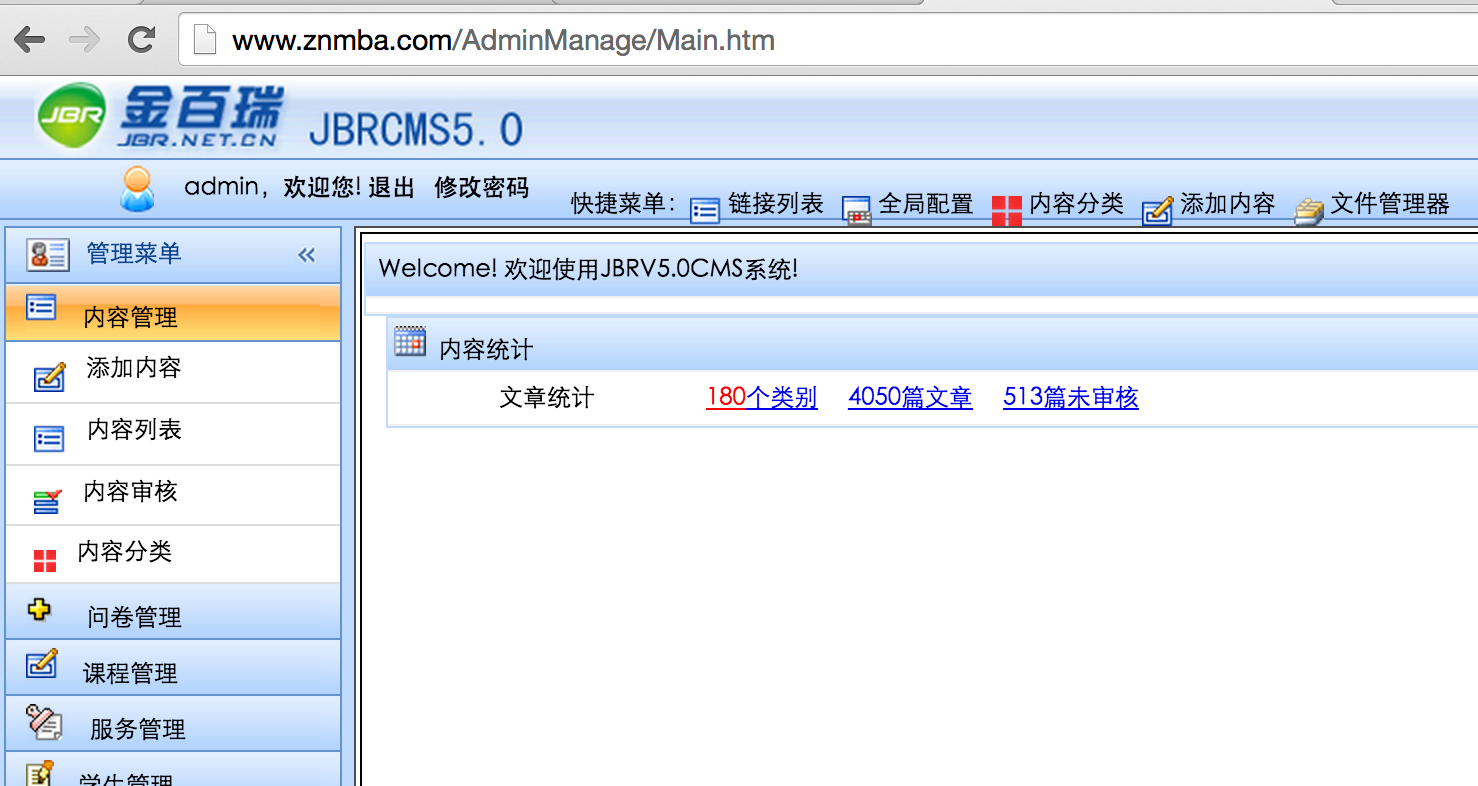 www.znmba.com/AdminManage/Main.htm
JBR 金百瑞
JBR.NET.CN
JBRCMS5.0
admin，欢迎您! 退出 修改密码
快捷菜单： 链接列表 全局配置 内容分类 添加内容 文件管理器
管理菜单 «
内容管理
添加内容
内容列表
内容审核
内容分类
问卷管理
课程管理
服务管理
学生管理
Welcome! 欢迎使用JBRV5.0CMS系统!
内容统计
文章统计 180个类别 4050篇文章 513篇未审核